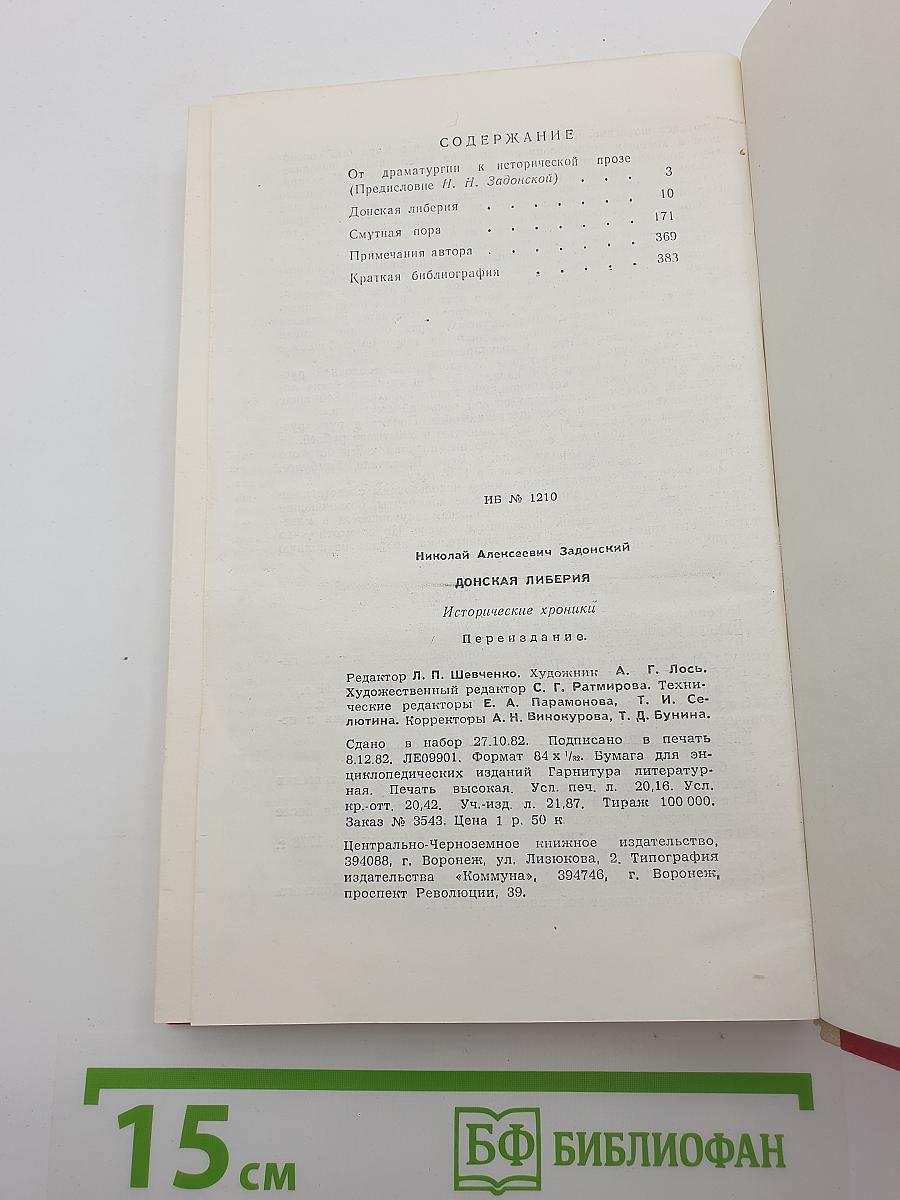 СОДЕРЖАНИЕ
От драматургии к исторической прозе
(Предисловие Н. Н. Задонской) . . . 3
Донская либерия . . . . . . . 10
Смутная пора . . . . . . . 171
Примечания автора . . . . . . . 369
Краткая библиография . . . . . 383
ИБ № 1210
Николай Алексеевич Задонский
ДОНСКАЯ ЛИБЕРИЯ
Исторические хроники
Переиздание.
Редактор Л. П. Шевченко. Художник А. Г. Лось.
Художественный редактор С. Г. Ратмирова. Техни-
ческие редакторы Е. А. Парамонова, Т. И. Се-
лютина. Корректоры А. Н. Винокурова, Т. Д. Бунина.
Сдано в набор 27.10.82. Подписано в печать
8.12.82. ЛЕ09901. Формат 84 х 1/32. Бумага для эн-
циклопедических изданий Гарнитура литератур-
ная. Печать высокая. Усл. печ. л. 20,16. Усл.
кр.-отт. 20,42. Уч.-изд. л. 21,87. Тираж 100 000.
Заказ № 3543. Цена 1 р. 50 к
Центрально-Черноземное книжное издательство,
394088, г. Воронеж, ул. Лизюкова, 2. Типография
издательства «Коммуна», 394746, г. Воронеж,
проспект Революции, 39.
15 см
БФ БИБЛИОФАН